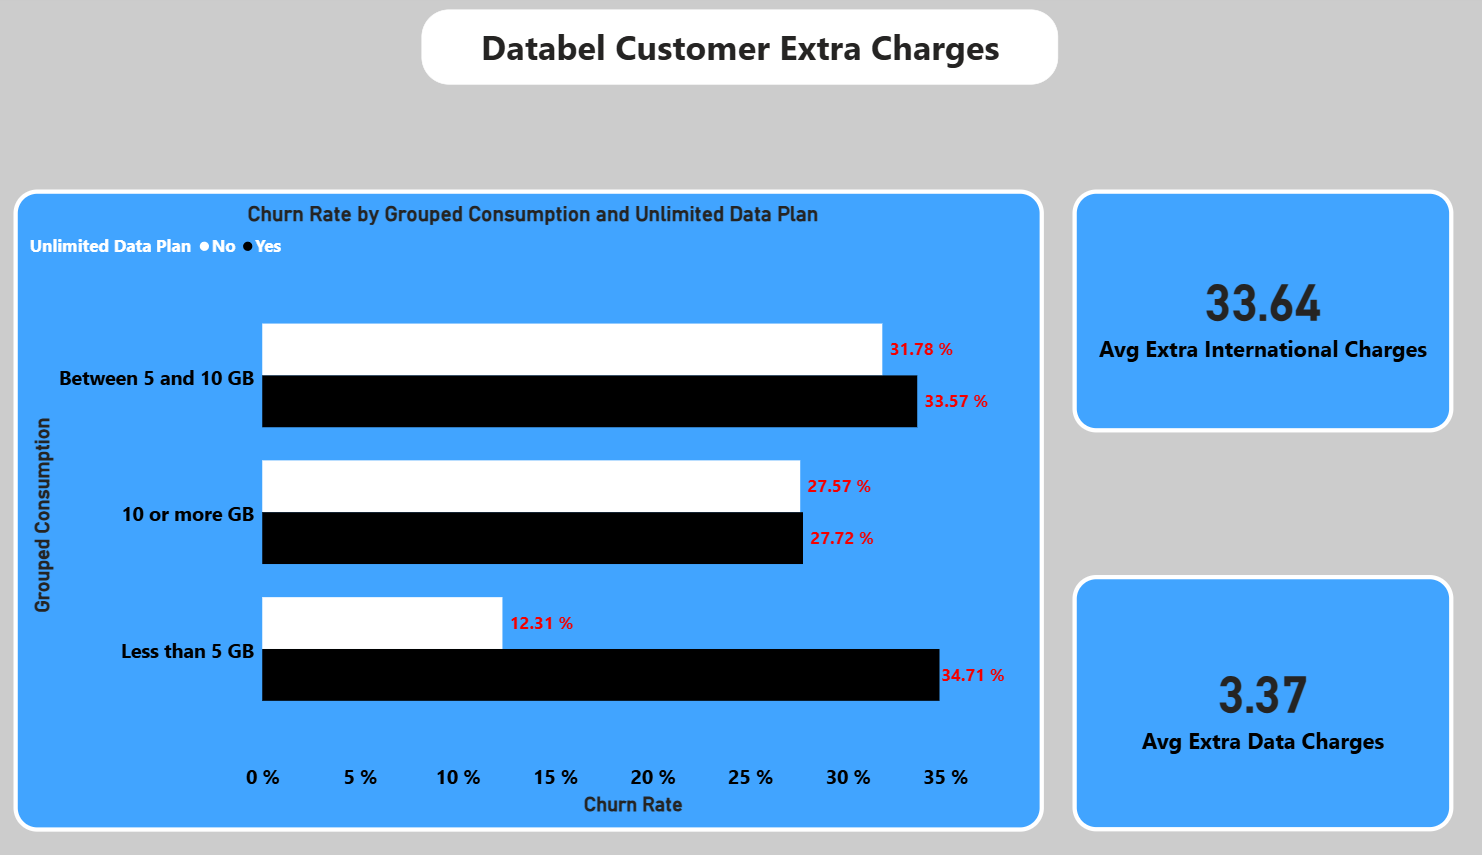 Databel Customer Extra Charges
Churn Rate by Grouped Consumption and Unlimited Data Plan
Unlimited Data Plan No Yes
Grouped Consumption
Between 5 and 10 GB
31.78 %
33.57 %
10 or more GB
27.57 %
27.72 %
Less than 5 GB
12.31 %
34.71 %
0 % 5 % 10 % 15 % 20 % 25 % 30 % 35 %
Churn Rate
33.64
Avg Extra International Charges
3.37
Avg Extra Data Charges